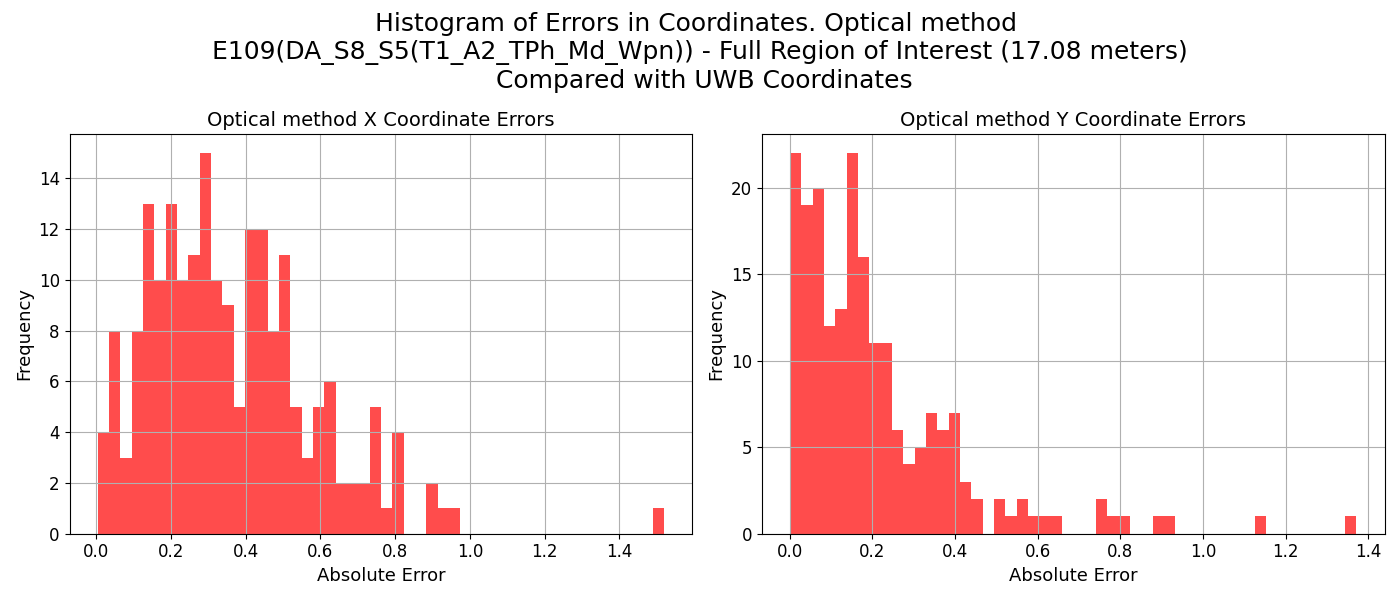 Histogram of Errors in Coordinates. Optical method
E109(DA_S8_S5(T1_A2_TPh_Md_Wpn)) - Full Region of Interest (17.08 meters)
Compared with UWB Coordinates
Optical method X Coordinate Errors
14
12
10
8
6
4
2
0
Frequency
0.0 0.2 0.4 0.6 0.8 1.0 1.2 1.4
Absolute Error
Optical method Y Coordinate Errors
20
15
10
5
0
Frequency
0.0 0.2 0.4 0.6 0.8 1.0 1.2 1.4
Absolute Error